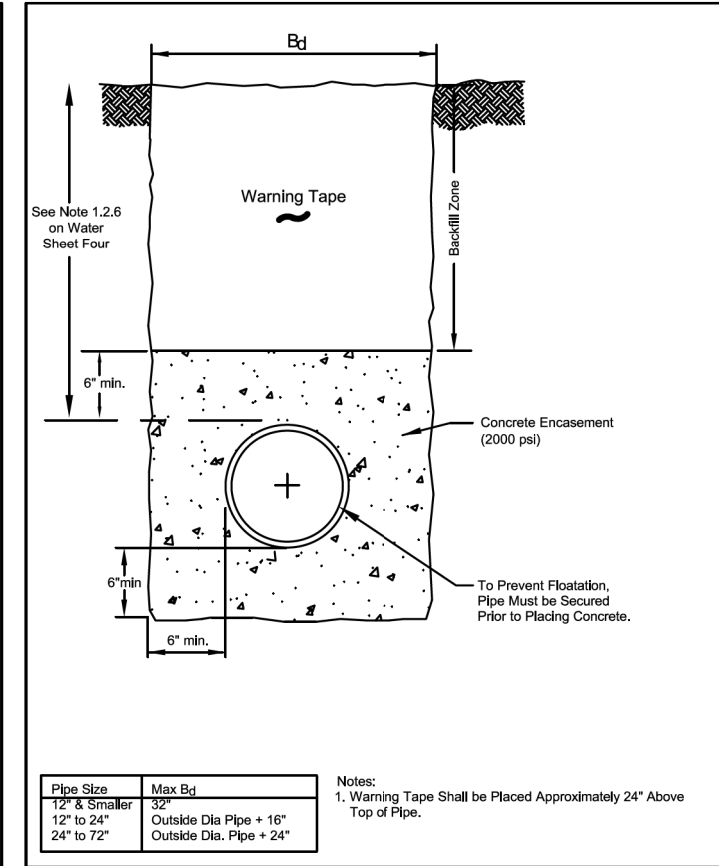 Bd
Warning Tape
See Note 1.2.6
on Water
Sheet Four
Backfill Zone
6" min.
Concrete Encasement
(2000 psi)
6"min
To Prevent Floatation,
Pipe Must be Secured
Prior to Placing Concrete.
6" min.
Pipe Size Max Bd
12" & Smaller 32"
12" to 24" Outside Dia Pipe + 16"
24" to 72" Outside Dia. Pipe + 24"
Notes:
1. Warning Tape Shall be Placed Approximately 24" Above
Top of Pipe.